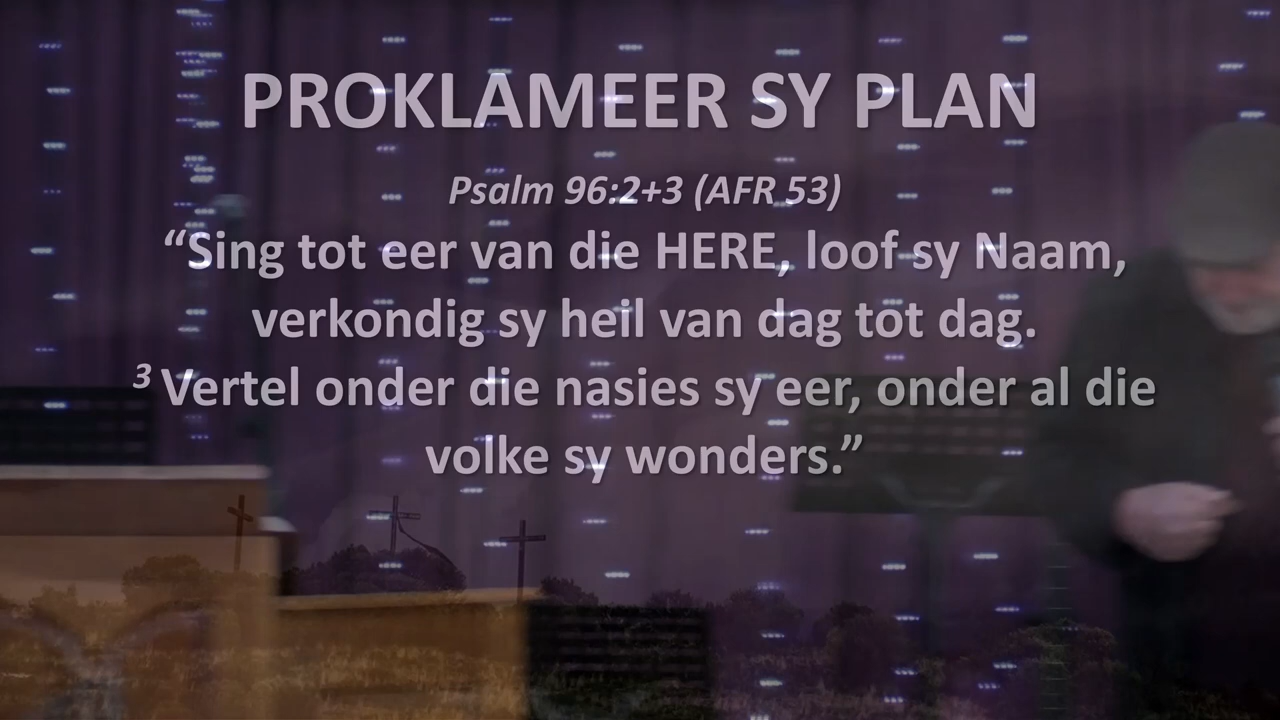 PROKLAMEER SY PLAN
Psalm 96:2+3 (AFR 53)
“Sing tot eer van die HERE, loof sy Naam,
verkondig sy heil van dag tot dag.
³ Vertel onder die nasies sy eer, onder al die
volke sy wonders.”